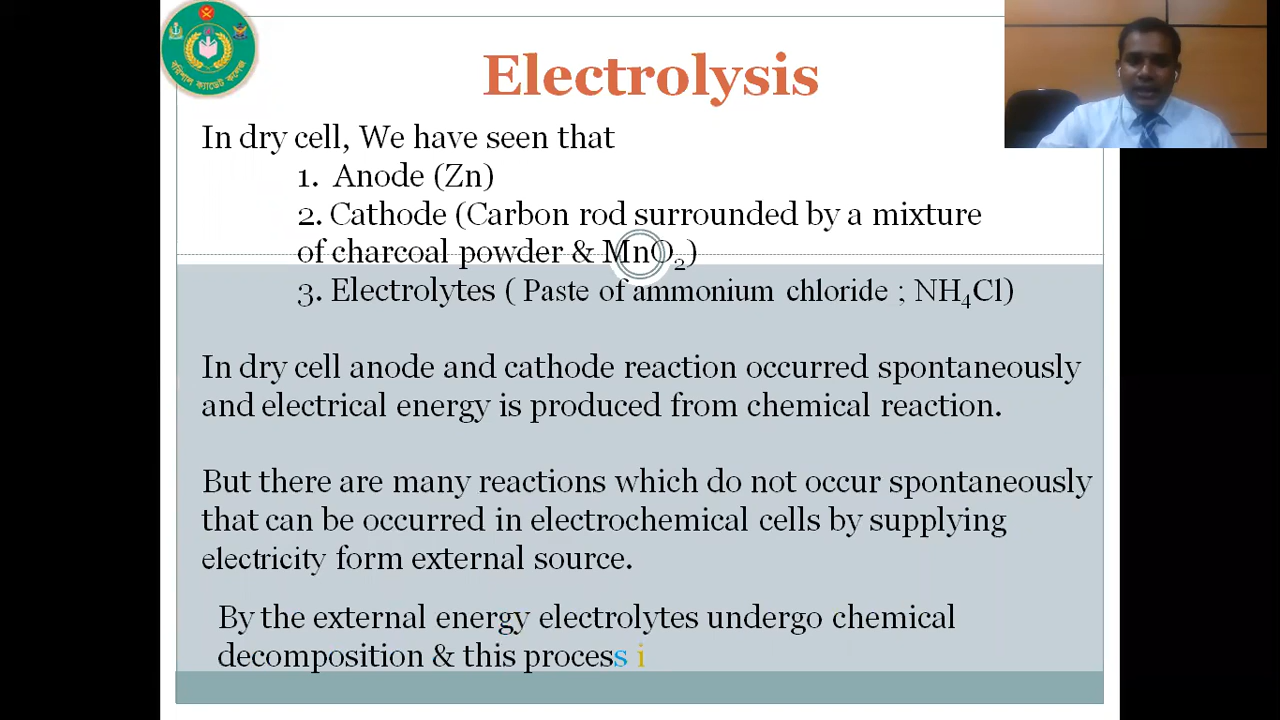 বরিশাল ক্যাডেট কলেজ
Electrolysis
In dry cell, We have seen that
1. Anode (Zn)
2. Cathode (Carbon rod surrounded by a mixture
of charcoal powder & MnO₂)
3. Electrolytes ( Paste of ammonium chloride ; NH₄Cl)
In dry cell anode and cathode reaction occurred spontaneously
and electrical energy is produced from chemical reaction.
But there are many reactions which do not occur spontaneously
that can be occurred in electrochemical cells by supplying
electricity form external source.
By the external energy electrolytes undergo chemical
decomposition & this process i